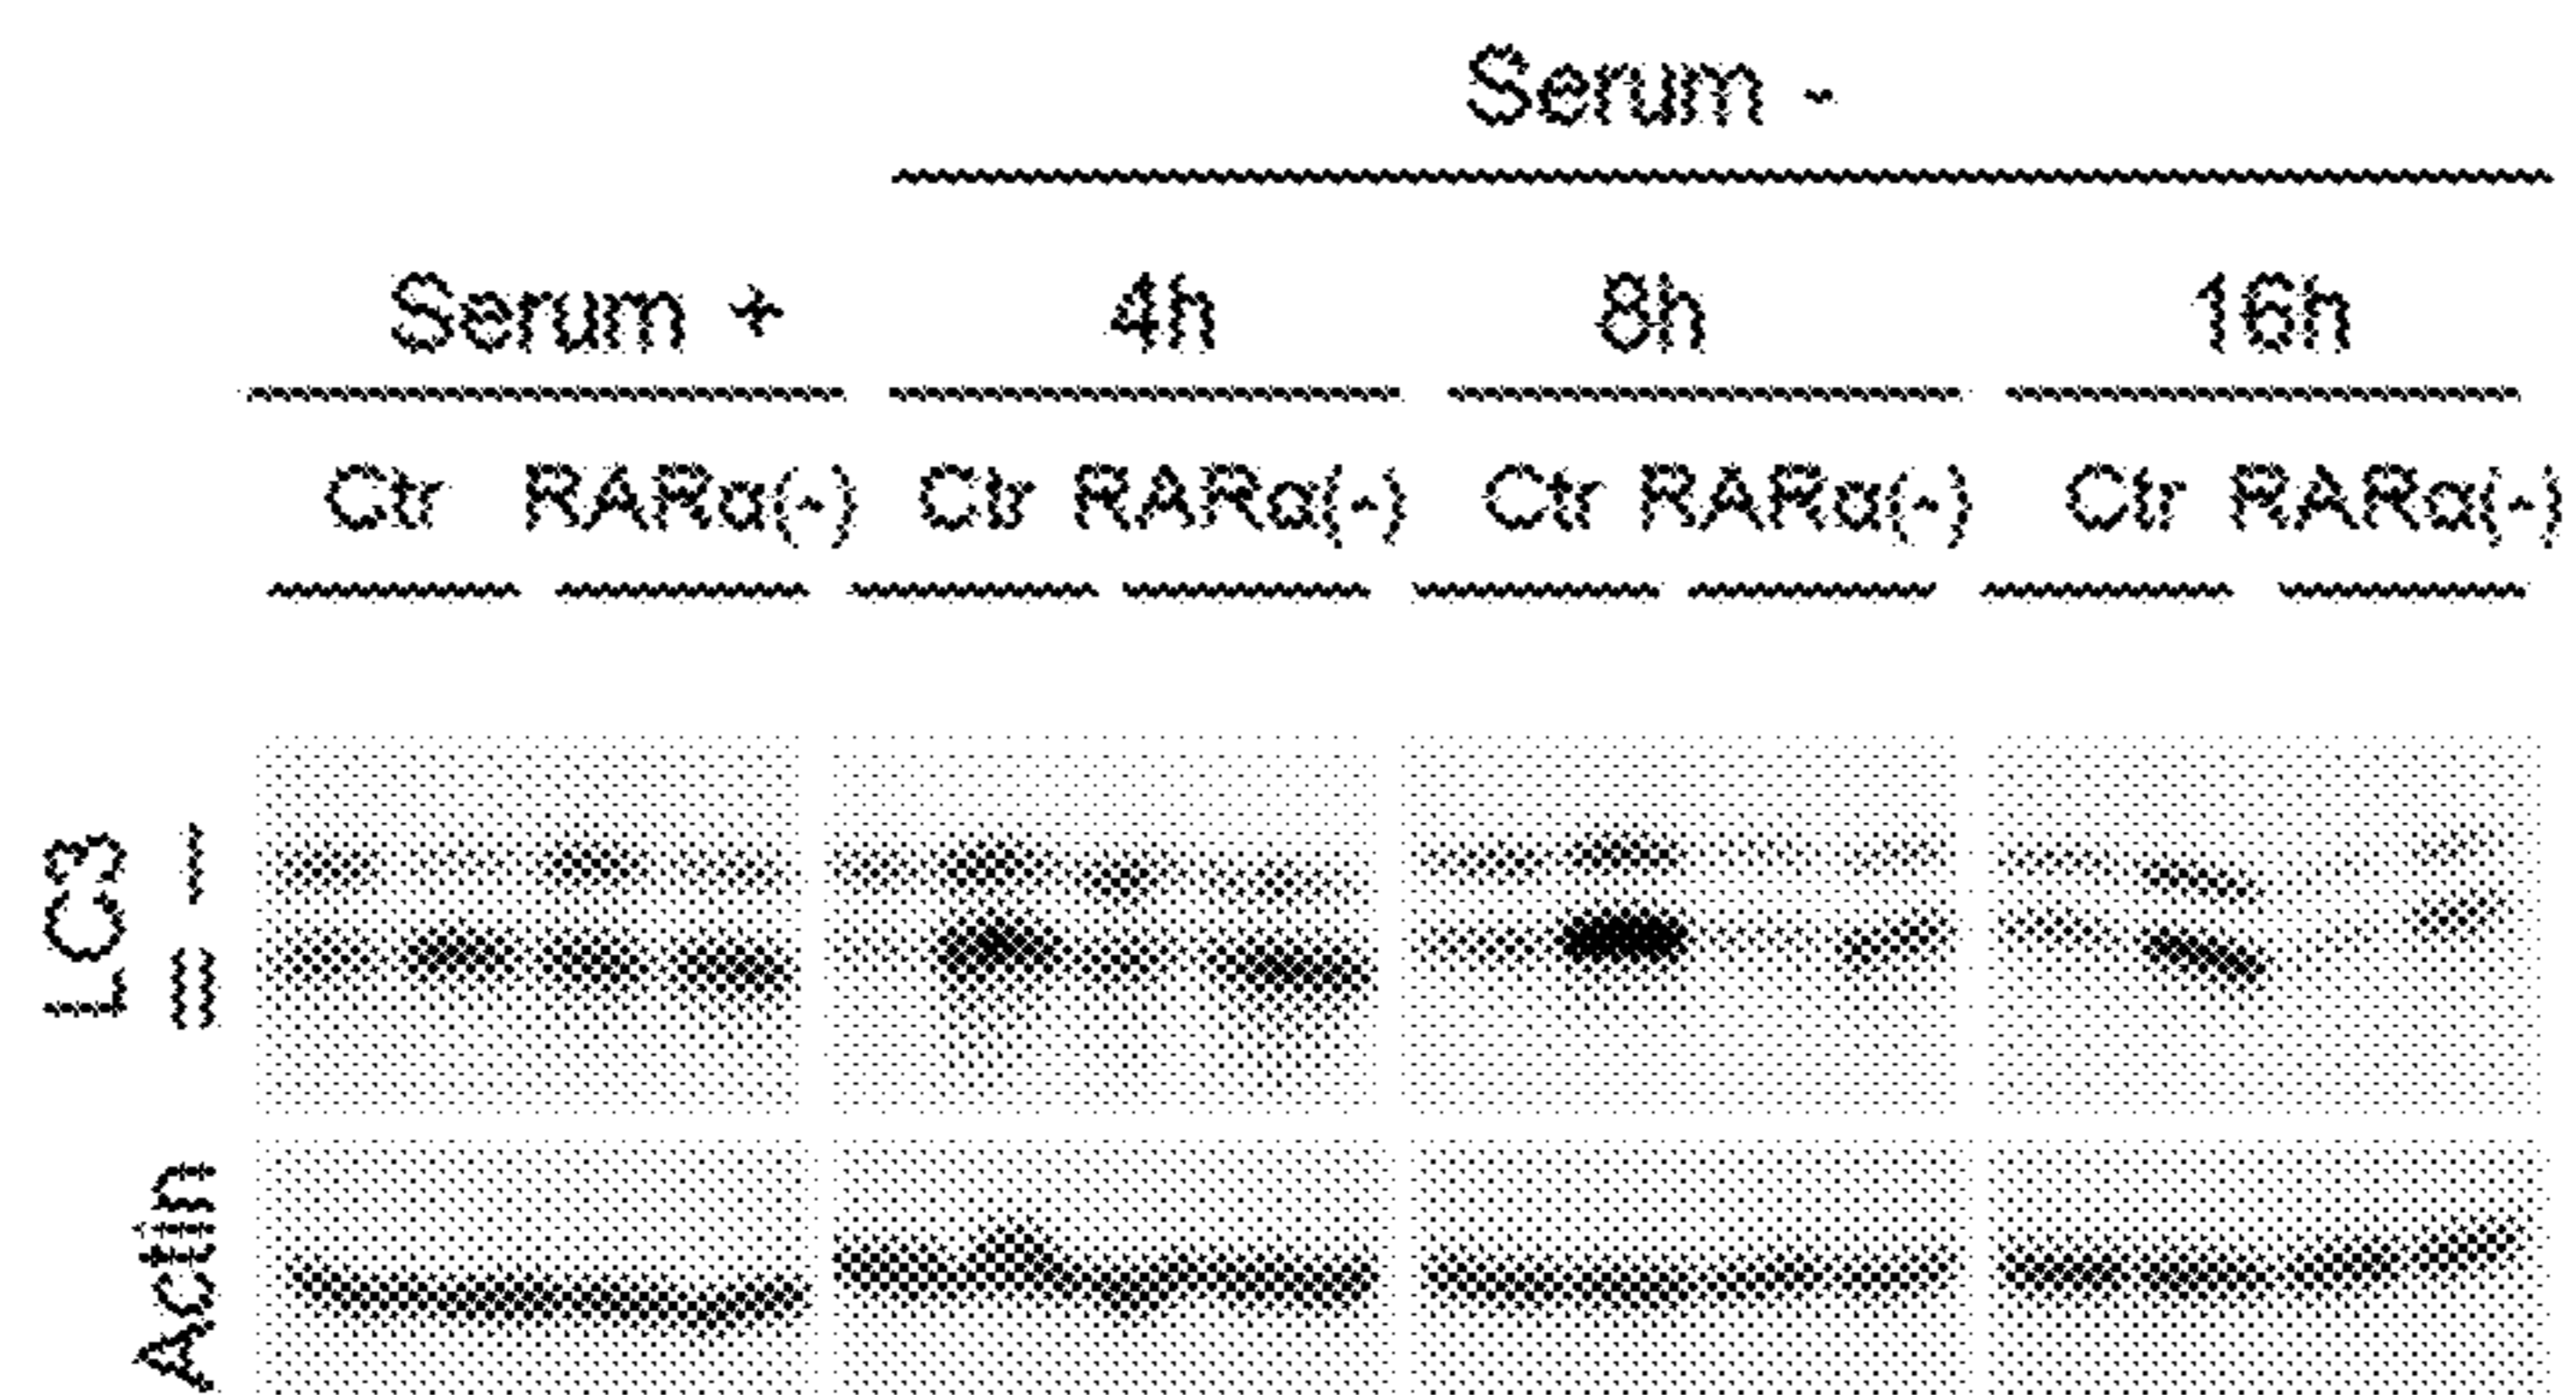 Serum -
Serum + 4h 8h 16h
Ctr RARα(-) Ctr RARα(-) Ctr RARα(-) Ctr RARα(-)
LC3
II I
Actin